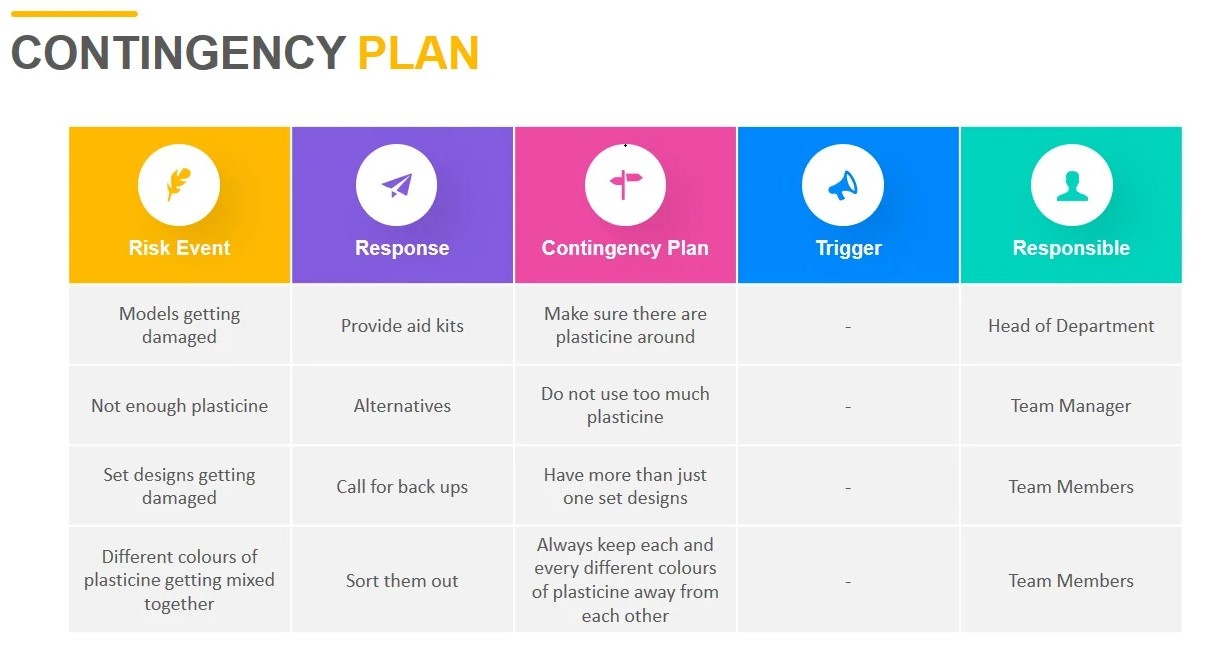 CONTINGENCY PLAN
Risk Event
Response
Contingency Plan
Trigger
Responsible
Models getting
damaged
Provide aid kits
Make sure there are
plasticine around
-
Head of Department
Not enough plasticine
Alternatives
Do not use too much
plasticine
-
Team Manager
Set designs getting
damaged
Call for back ups
Have more than just
one set designs
-
Team Members
Different colours of
plasticine getting mixed
together
Sort them out
Always keep each and
every different colours
of plasticine away from
each other
-
Team Members